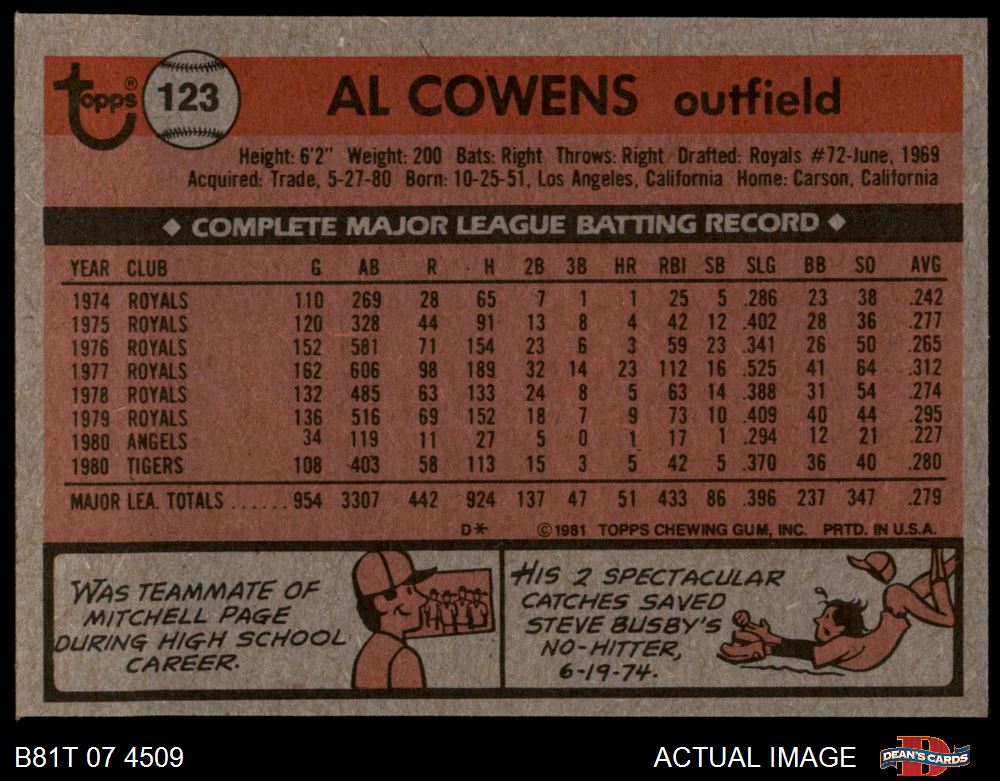 Topps® 123 AL COWENS outfield
Height: 6'2" Weight: 200 Bats: Right Throws: Right Drafted: Royals #72-June, 1969
Acquired: Trade, 5-27-80 Born: 10-25-51, Los Angeles, California Home: Carson, California
◆ COMPLETE MAJOR LEAGUE BATTING RECORD ◆
YEAR CLUB G AB R H 2B 3B HR RBI SB SLG BB SO AVG
1974 ROYALS 110 269 28 65 7 1 1 25 5 .286 23 38 .242
1975 ROYALS 120 328 44 91 13 8 4 42 12 .402 28 36 .277
1976 ROYALS 152 581 71 154 23 6 3 59 23 .341 26 50 .265
1977 ROYALS 162 606 98 189 32 14 23 112 16 .525 41 64 .312
1978 ROYALS 132 485 63 133 24 8 5 63 14 .388 31 54 .274
1979 ROYALS 136 516 69 152 18 7 9 73 10 .409 40 44 .295
1980 ANGELS 34 119 11 27 5 0 1 17 1 .294 12 21 .227
1980 TIGERS 108 403 58 113 15 3 5 42 5 .370 36 40 .280
MAJOR LEA. TOTALS ...... 954 3307 442 924 137 47 51 433 86 .396 237 347 .279
D* ©1981 TOPPS CHEWING GUM, INC. PRTD. IN U.S.A.
WAS TEAMMATE OF
MITCHELL PAGE
DURING HIGH SCHOOL
CAREER.
HIS 2 SPECTACULAR
CATCHES SAVED
STEVE BUSBY'S
NO-HITTER,
6-19-74.
B81T 07 4509 ACTUAL IMAGE DEAN'S CARDS